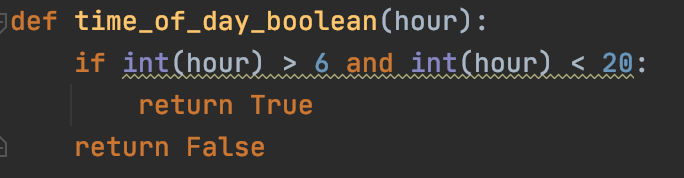 def time_of_day_boolean(hour):
    if int(hour) > 6 and int(hour) < 20:
        return True
    return False